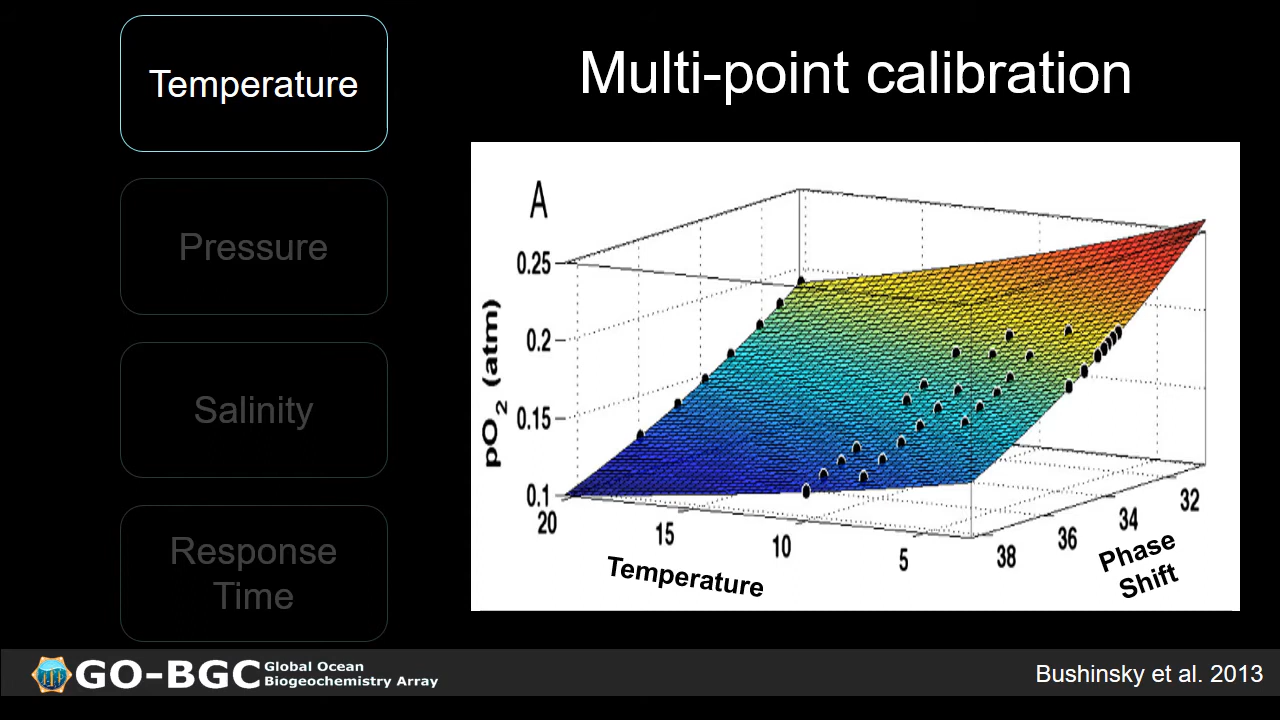 Temperature
Pressure
Salinity
Response
Time
Multi-point calibration
A
pO2 (atm)
0.25
0.2
0.15
0.1
20
15
10
5
Temperature
38
36
34
32
Phase
Shift
GO-BGC
Global Ocean
Biogeochemistry Array
Bushinsky et al. 2013